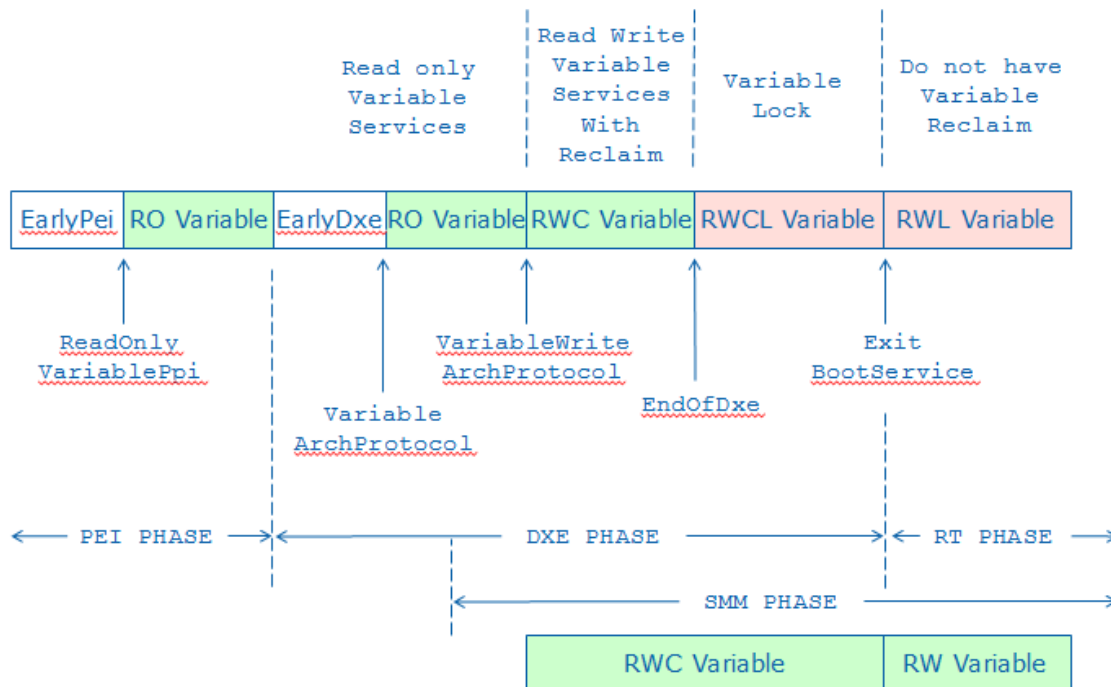 Read only
Variable
Services
Read Write
Variable
Services
With
Reclaim
Variable
Lock
Do not have
Variable
Reclaim
EarlyPei
RO Variable
EarlyDxe
RO Variable
RWC Variable
RWCL Variable
RWL Variable
ReadOnly
VariablePpi
Variable
ArchProtocol
VariableWrite
ArchProtocol
EndOfDxe
Exit
BootService
PEI PHASE
DXE PHASE
RT PHASE
SMM PHASE
RWC Variable
RW Variable